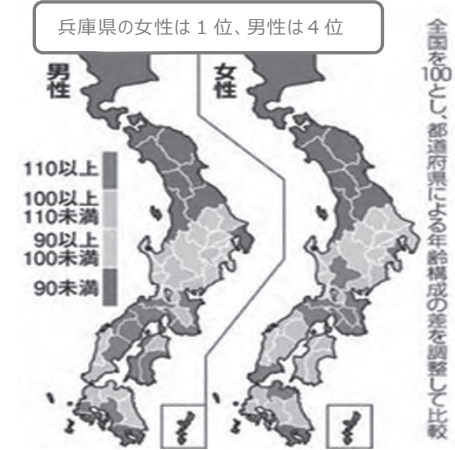 兵庫県の女性は1位、男性は4位
男性
女性
110以上
100以上
110未満
90以上
100未満
90未満
全国を100とし、都道府県による年齢構成の差を調整して比較